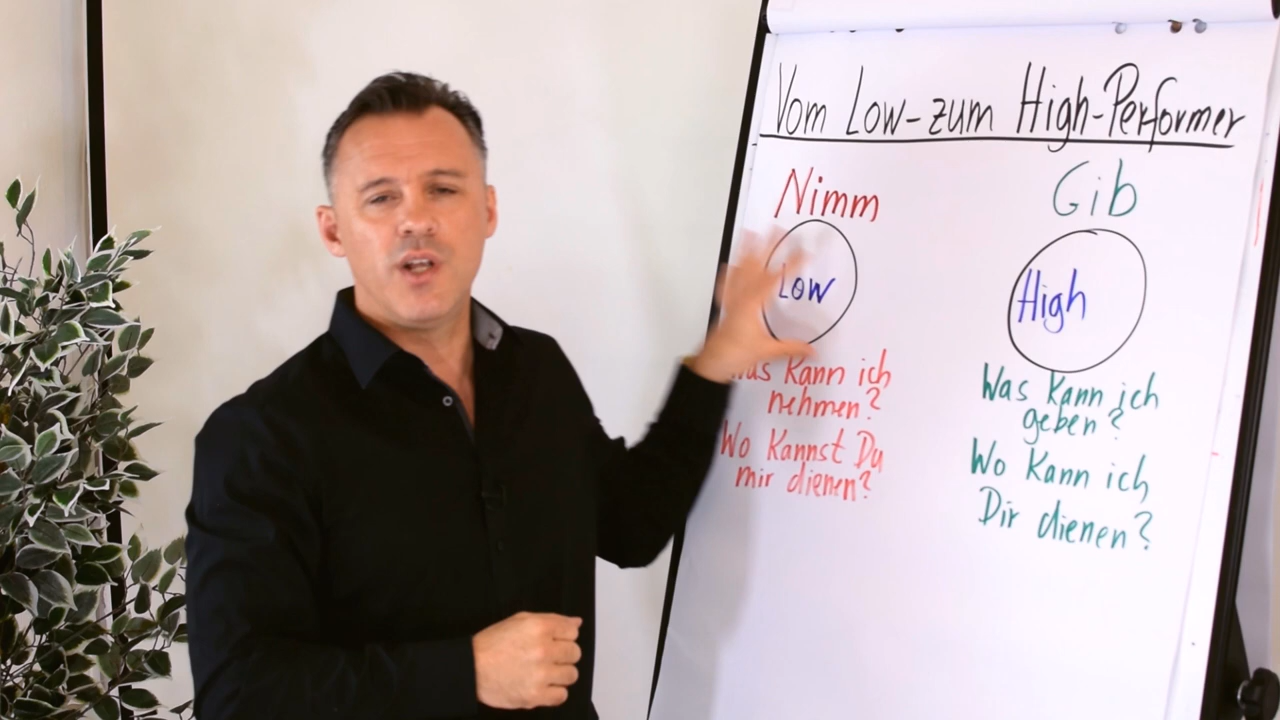 Vom Low-zum High-Performer
Nimm
Low
Was Kann ich
nehmen?
Wo Kannst Du
mir dienen?
Gib
High
Was Kann ich
geben?
Wo Kann ich
Dir dienen?